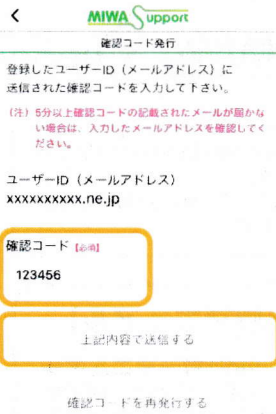 MIWA Support
確認コード発行
登録したユーザーID（メールアドレス）に
送信された確認コードを入力して下さい。
（注）5分以上確認コードの記載されたメールが届かな
い場合は、入力したメールアドレスを確認してく
ださい。
ユーザーID（メールアドレス）
xxxxxxxxxx.ne.jp
確認コード【必須】
123456
上記内容で送信する
確認コードを再発行する